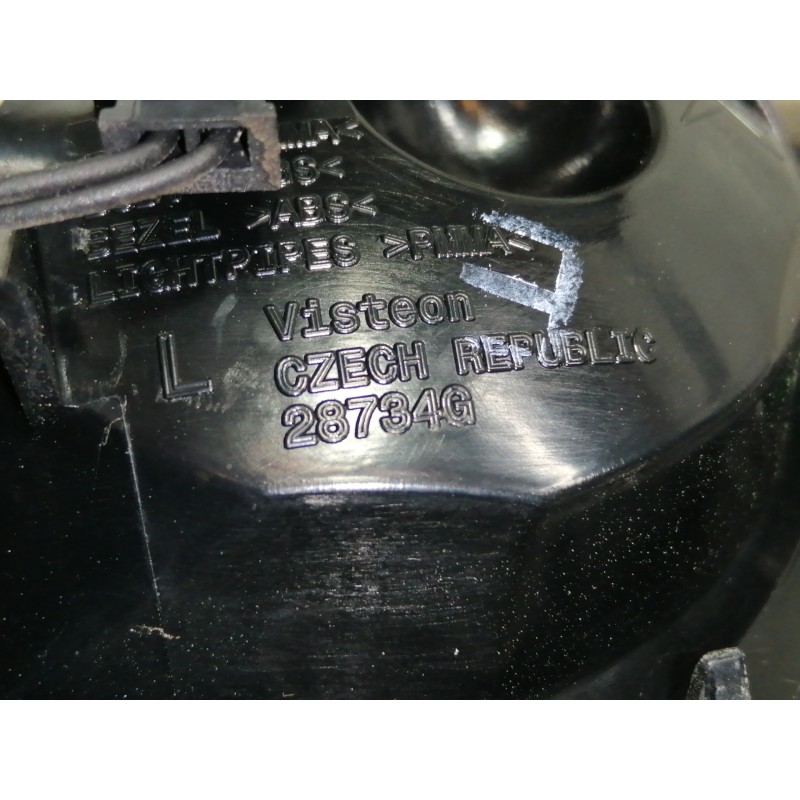 BEZEL >ABS<
LIGHTPIPES >PMMA<
Visteon
L CZECH REPUBLIC
28734G